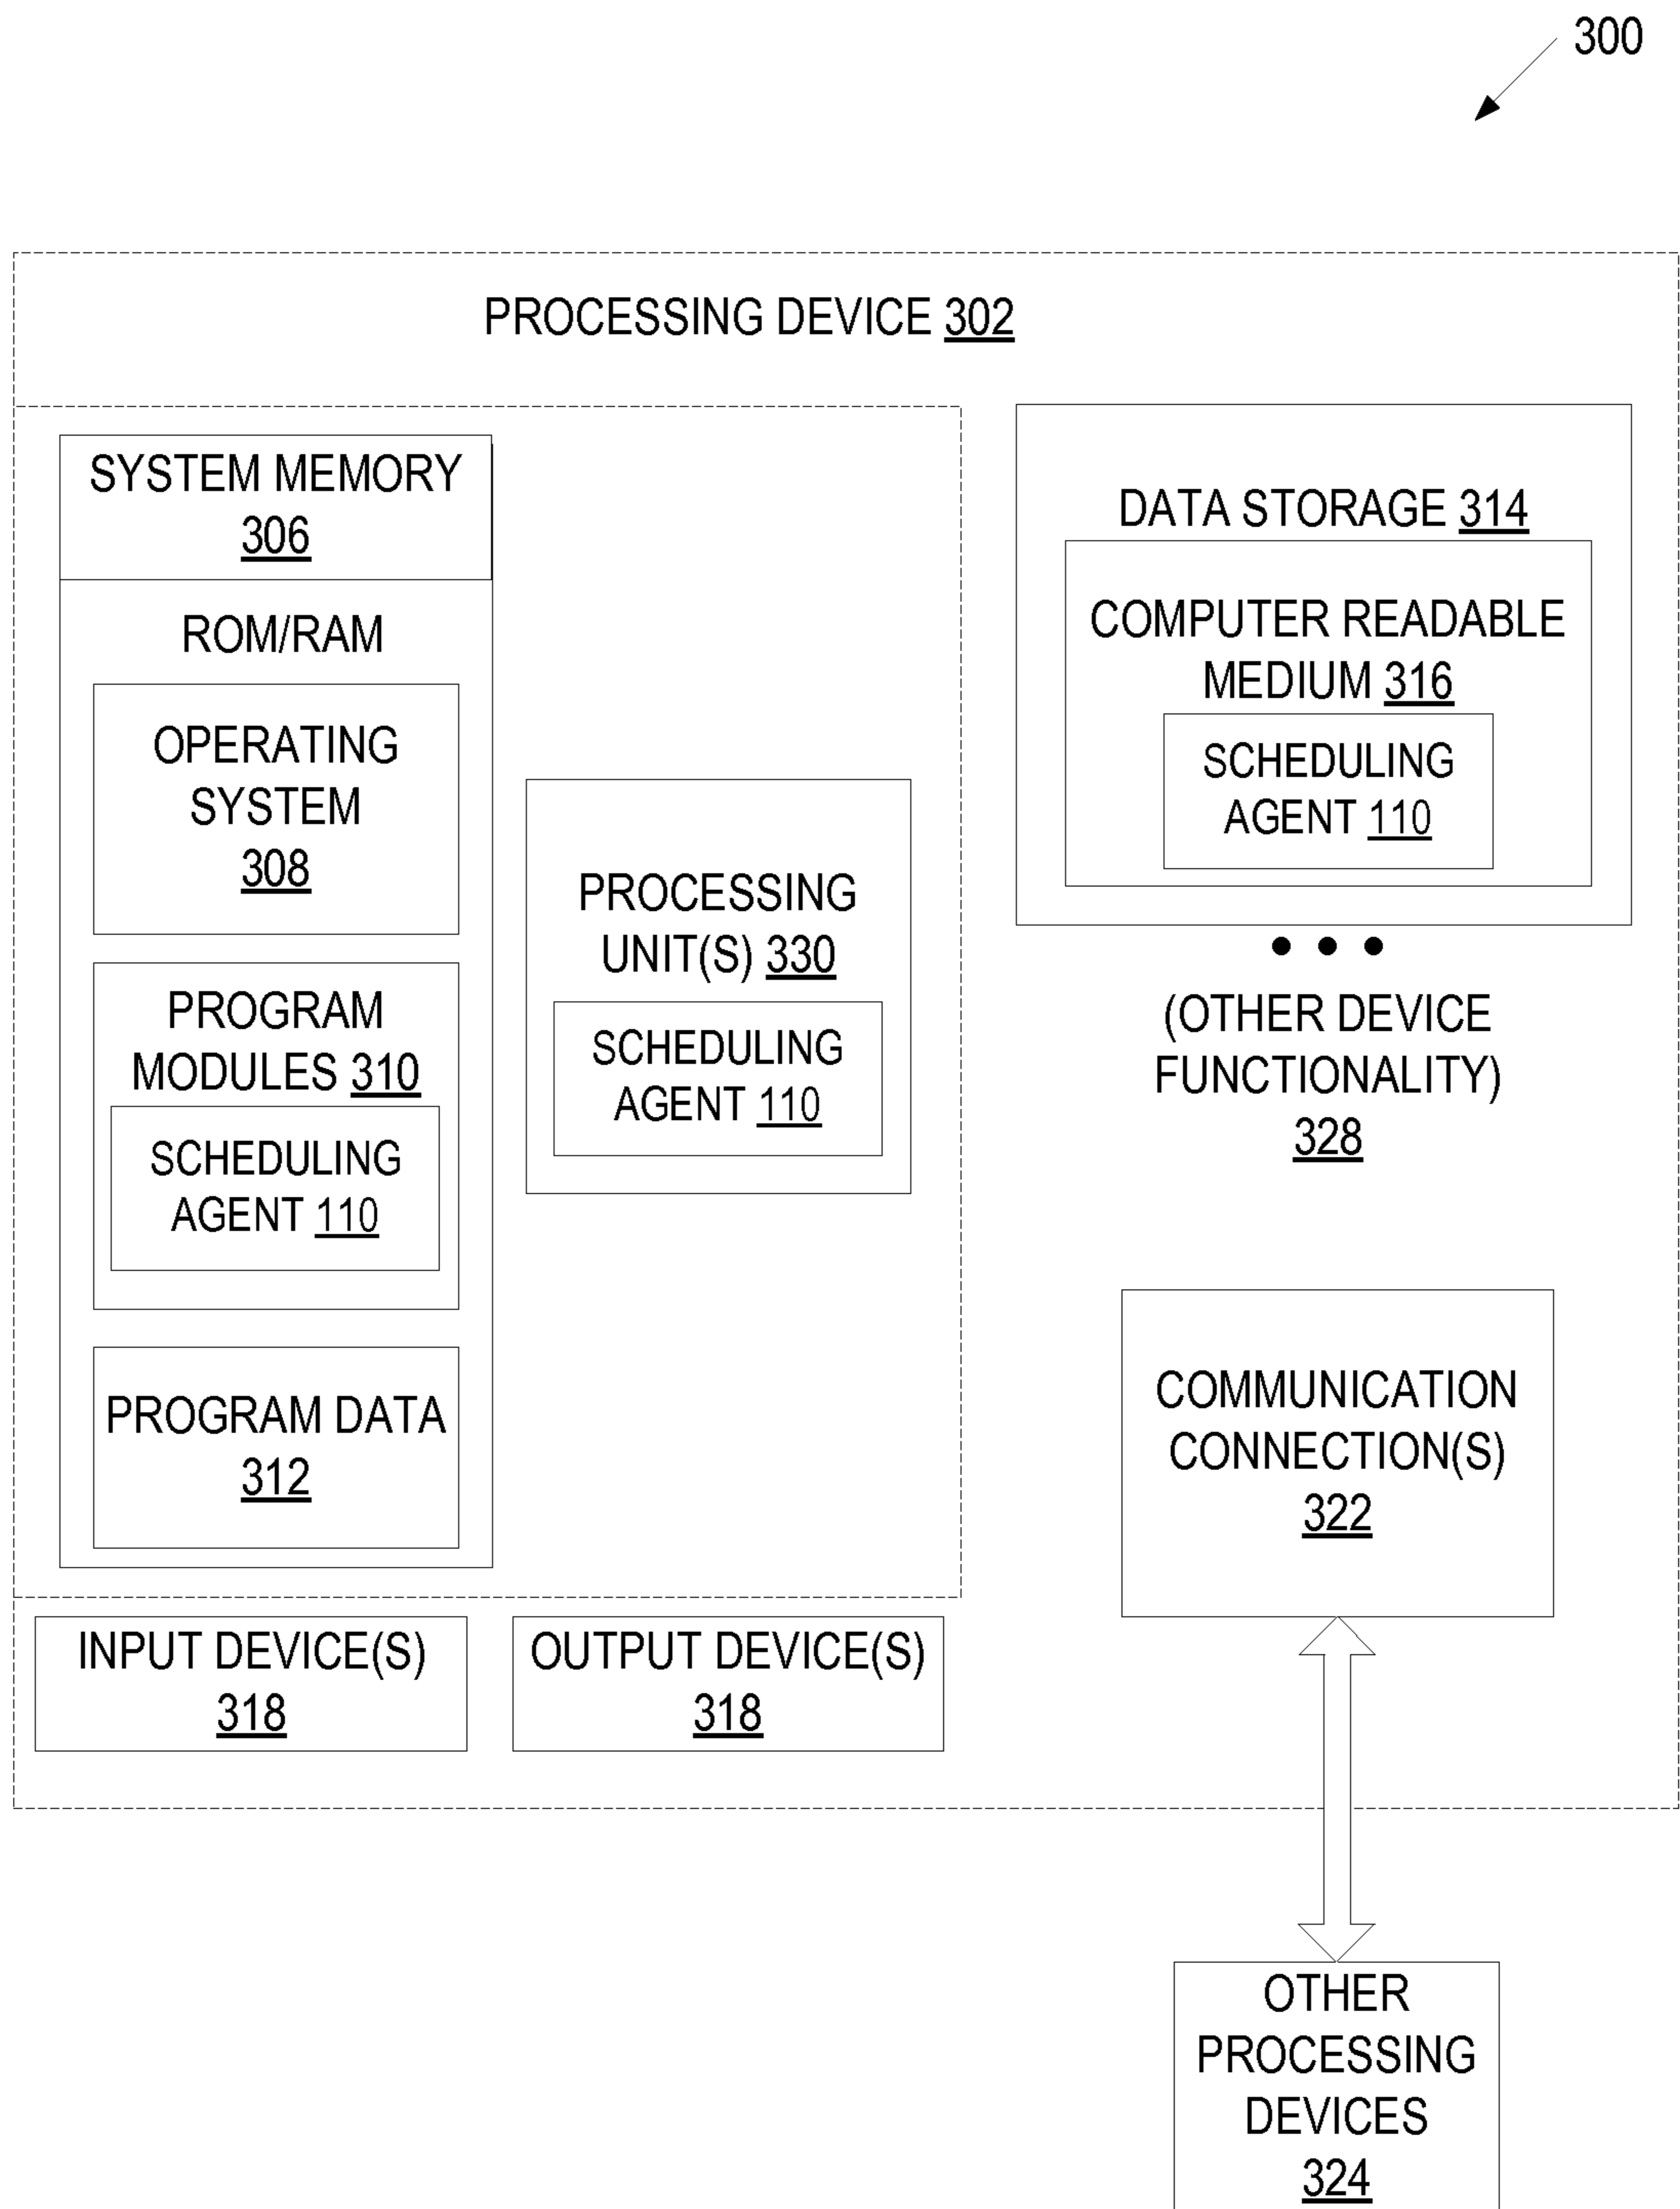 300
PROCESSING DEVICE 302
SYSTEM MEMORY
306
ROM/RAM
OPERATING
SYSTEM
308
PROGRAM
MODULES 310
SCHEDULING
AGENT 110
PROGRAM DATA
312
PROCESSING
UNIT(S) 330
SCHEDULING
AGENT 110
DATA STORAGE 314
COMPUTER READABLE
MEDIUM 316
SCHEDULING
AGENT 110
(OTHER DEVICE
FUNCTIONALITY)
328
COMMUNICATION
CONNECTION(S)
322
INPUT DEVICE(S)
318
OUTPUT DEVICE(S)
318
OTHER
PROCESSING
DEVICES
324